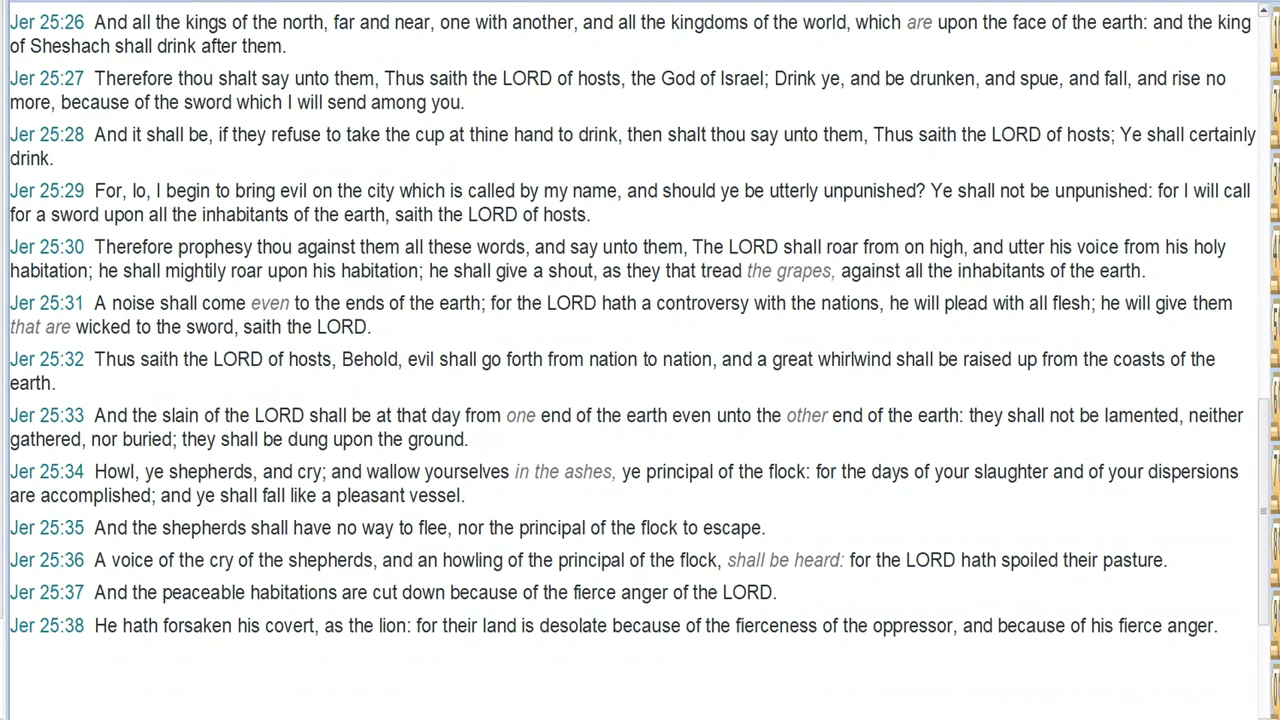 Jer 25:26 And all the kings of the north, far and near, one with another, and all the kingdoms of the world, which are upon the face of the earth: and the king
of Sheshach shall drink after them.
Jer 25:27 Therefore thou shalt say unto them, Thus saith the LORD of hosts, the God of Israel; Drink ye, and be drunken, and spue, and fall, and rise no
more, because of the sword which I will send among you.
Jer 25:28 And it shall be, if they refuse to take the cup at thine hand to drink, then shalt thou say unto them, Thus saith the LORD of hosts; Ye shall certainly
drink.
Jer 25:29 For, lo, I begin to bring evil on the city which is called by my name, and should ye be utterly unpunished? Ye shall not be unpunished: for I will call
for a sword upon all the inhabitants of the earth, saith the LORD of hosts.
Jer 25:30 Therefore prophesy thou against them all these words, and say unto them, The LORD shall roar from on high, and utter his voice from his holy
habitation; he shall mightily roar upon his habitation; he shall give a shout, as they that tread the grapes, against all the inhabitants of the earth.
Jer 25:31 A noise shall come even to the ends of the earth; for the LORD hath a controversy with the nations, he will plead with all flesh; he will give them
that are wicked to the sword, saith the LORD.
Jer 25:32 Thus saith the LORD of hosts, Behold, evil shall go forth from nation to nation, and a great whirlwind shall be raised up from the coasts of the
earth.
Jer 25:33 And the slain of the LORD shall be at that day from one end of the earth even unto the other end of the earth: they shall not be lamented, neither
gathered, nor buried; they shall be dung upon the ground.
Jer 25:34 Howl, ye shepherds, and cry; and wallow yourselves in the ashes, ye principal of the flock: for the days of your slaughter and of your dispersions
are accomplished; and ye shall fall like a pleasant vessel.
Jer 25:35 And the shepherds shall have no way to flee, nor the principal of the flock to escape.
Jer 25:36 A voice of the cry of the shepherds, and an howling of the principal of the flock, shall be heard: for the LORD hath spoiled their pasture.
Jer 25:37 And the peaceable habitations are cut down because of the fierce anger of the LORD.
Jer 25:38 He hath forsaken his covert, as the lion: for their land is desolate because of the fierceness of the oppressor, and because of his fierce anger.